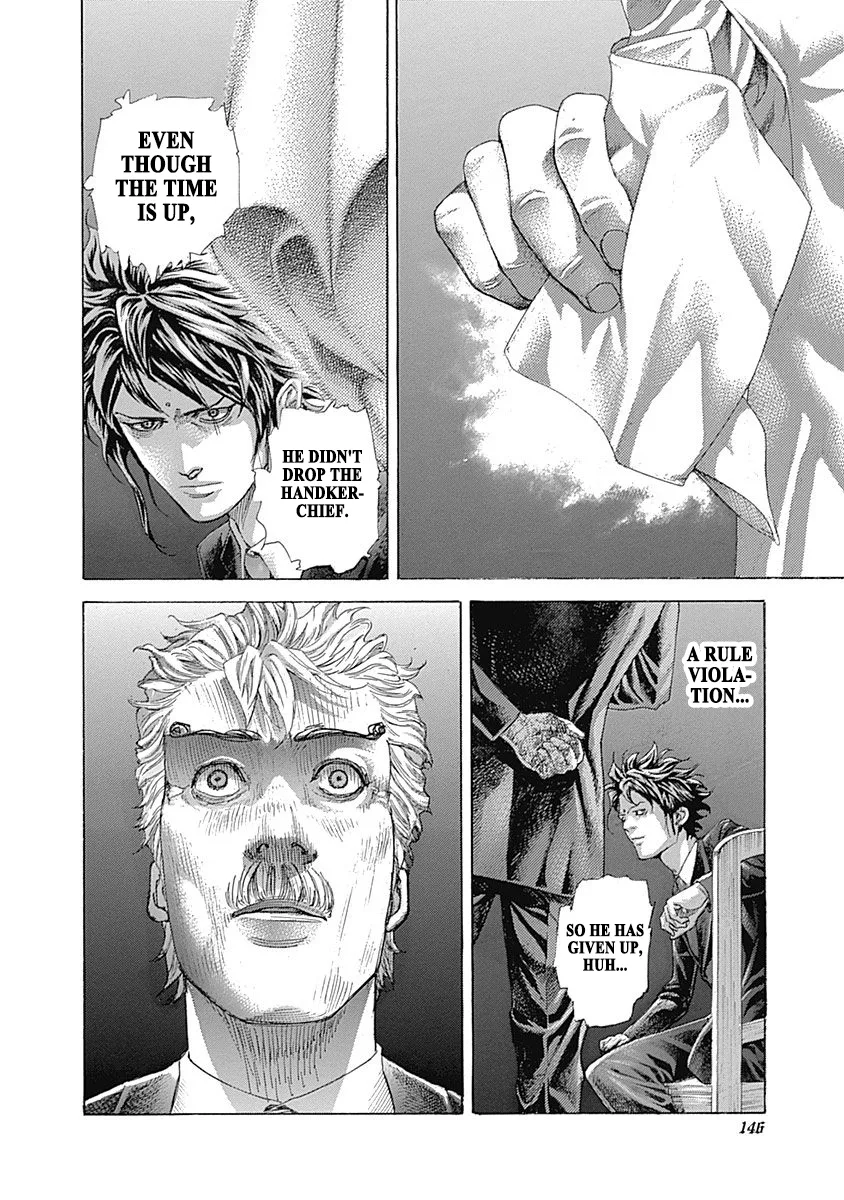 EVEN
THOUGH
THE TIME
IS UP,
HE DIDN'T
DROP THE
HANDKER-
CHIEF.
A RULE
VIOLA-
TION...
SO HE HAS
GIVEN UP,
HUH...
146